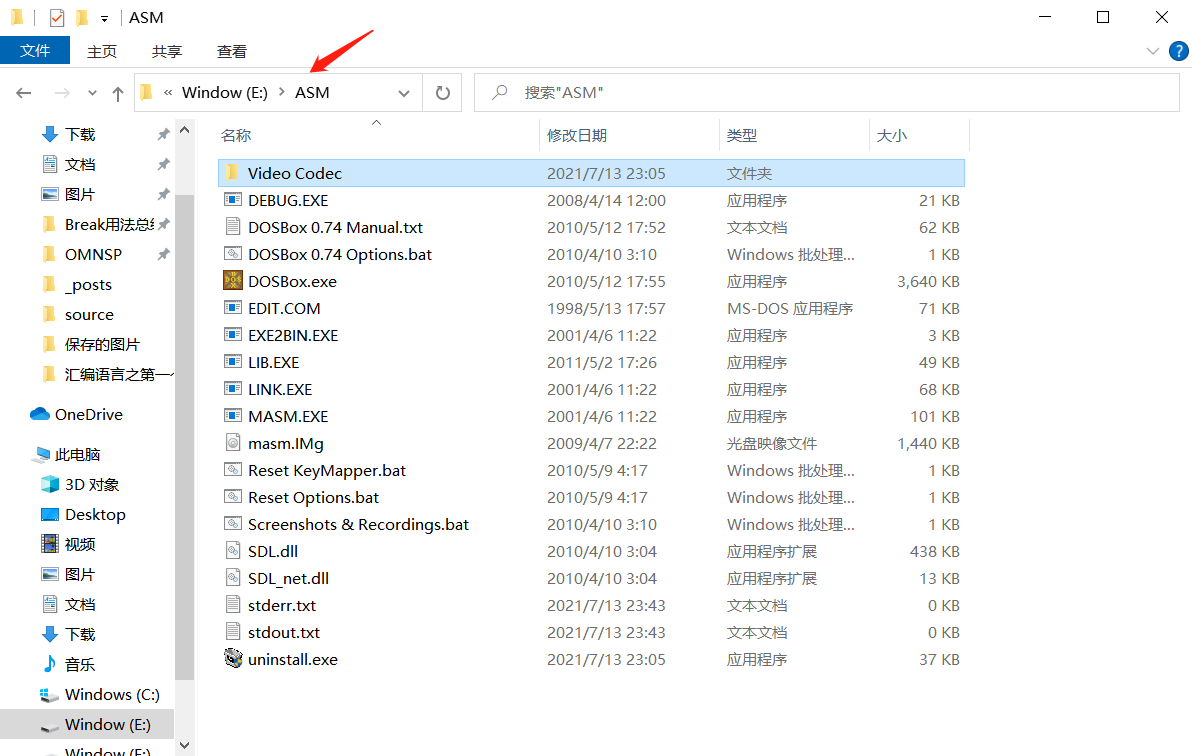 ASM
文件 主页 共享 查看
« Window (E:) > ASM 搜索"ASM"
名称 修改日期 类型 大小
下载
文档
图片
Break用法总
OMNSP
_posts
source
保存的图片
汇编语言之第一
OneDrive
此电脑
3D 对象
Desktop
视频
图片
文档
下载
音乐
Windows (C:)
Window (E:)
Window (F:)
Video Codec 2021/7/13 23:05 文件夹
DEBUG.EXE 2008/4/14 12:00 应用程序 21 KB
DOSBox 0.74 Manual.txt 2010/5/12 17:52 文本文档 62 KB
DOSBox 0.74 Options.bat 2010/4/10 3:10 Windows 批处理... 1 KB
DOSBox.exe 2010/5/12 17:55 应用程序 3,640 KB
EDIT.COM 1998/5/13 17:57 MS-DOS 应用程序 71 KB
EXE2BIN.EXE 2001/4/6 11:22 应用程序 3 KB
LIB.EXE 2011/5/2 17:26 应用程序 49 KB
LINK.EXE 2001/4/6 11:22 应用程序 68 KB
MASM.EXE 2001/4/6 11:22 应用程序 101 KB
masm.IMg 2009/4/7 22:22 光盘映像文件 1,440 KB
Reset KeyMapper.bat 2010/5/9 4:17 Windows 批处理... 1 KB
Reset Options.bat 2010/5/9 4:17 Windows 批处理... 1 KB
Screenshots & Recordings.bat 2010/4/10 3:10 Windows 批处理... 1 KB
SDL.dll 2010/4/10 3:04 应用程序扩展 438 KB
SDL_net.dll 2010/4/10 3:04 应用程序扩展 13 KB
stderr.txt 2021/7/13 23:43 文本文档 0 KB
stdout.txt 2021/7/13 23:43 文本文档 0 KB
uninstall.exe 2021/7/13 23:05 应用程序 37 KB